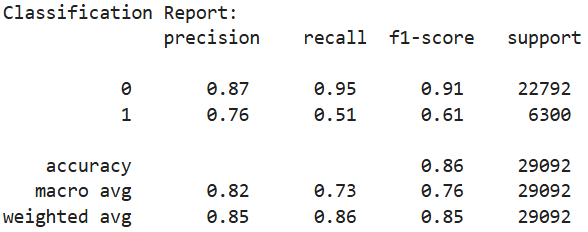 Classification Report:
precision recall f1-score support
0 0.87 0.95 0.91 22792
1 0.76 0.51 0.61 6300
accuracy 0.86 29092
macro avg 0.82 0.73 0.76 29092
weighted avg 0.85 0.86 0.85 29092